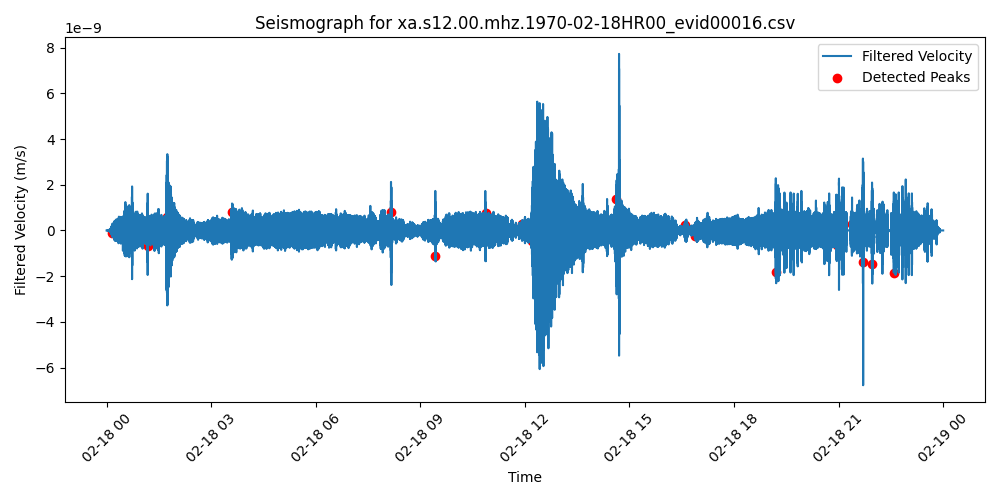 Seismograph for xa.s12.00.mhz.1970-02-18HR00_evid00016.csv
1e−9
Filtered Velocity
Detected Peaks
Filtered Velocity (m/s)
8
6
4
2
0
−2
−4
−6
02-18 00
02-18 03
02-18 06
02-18 09
02-18 12
02-18 15
02-18 18
02-18 21
02-19 00
Time